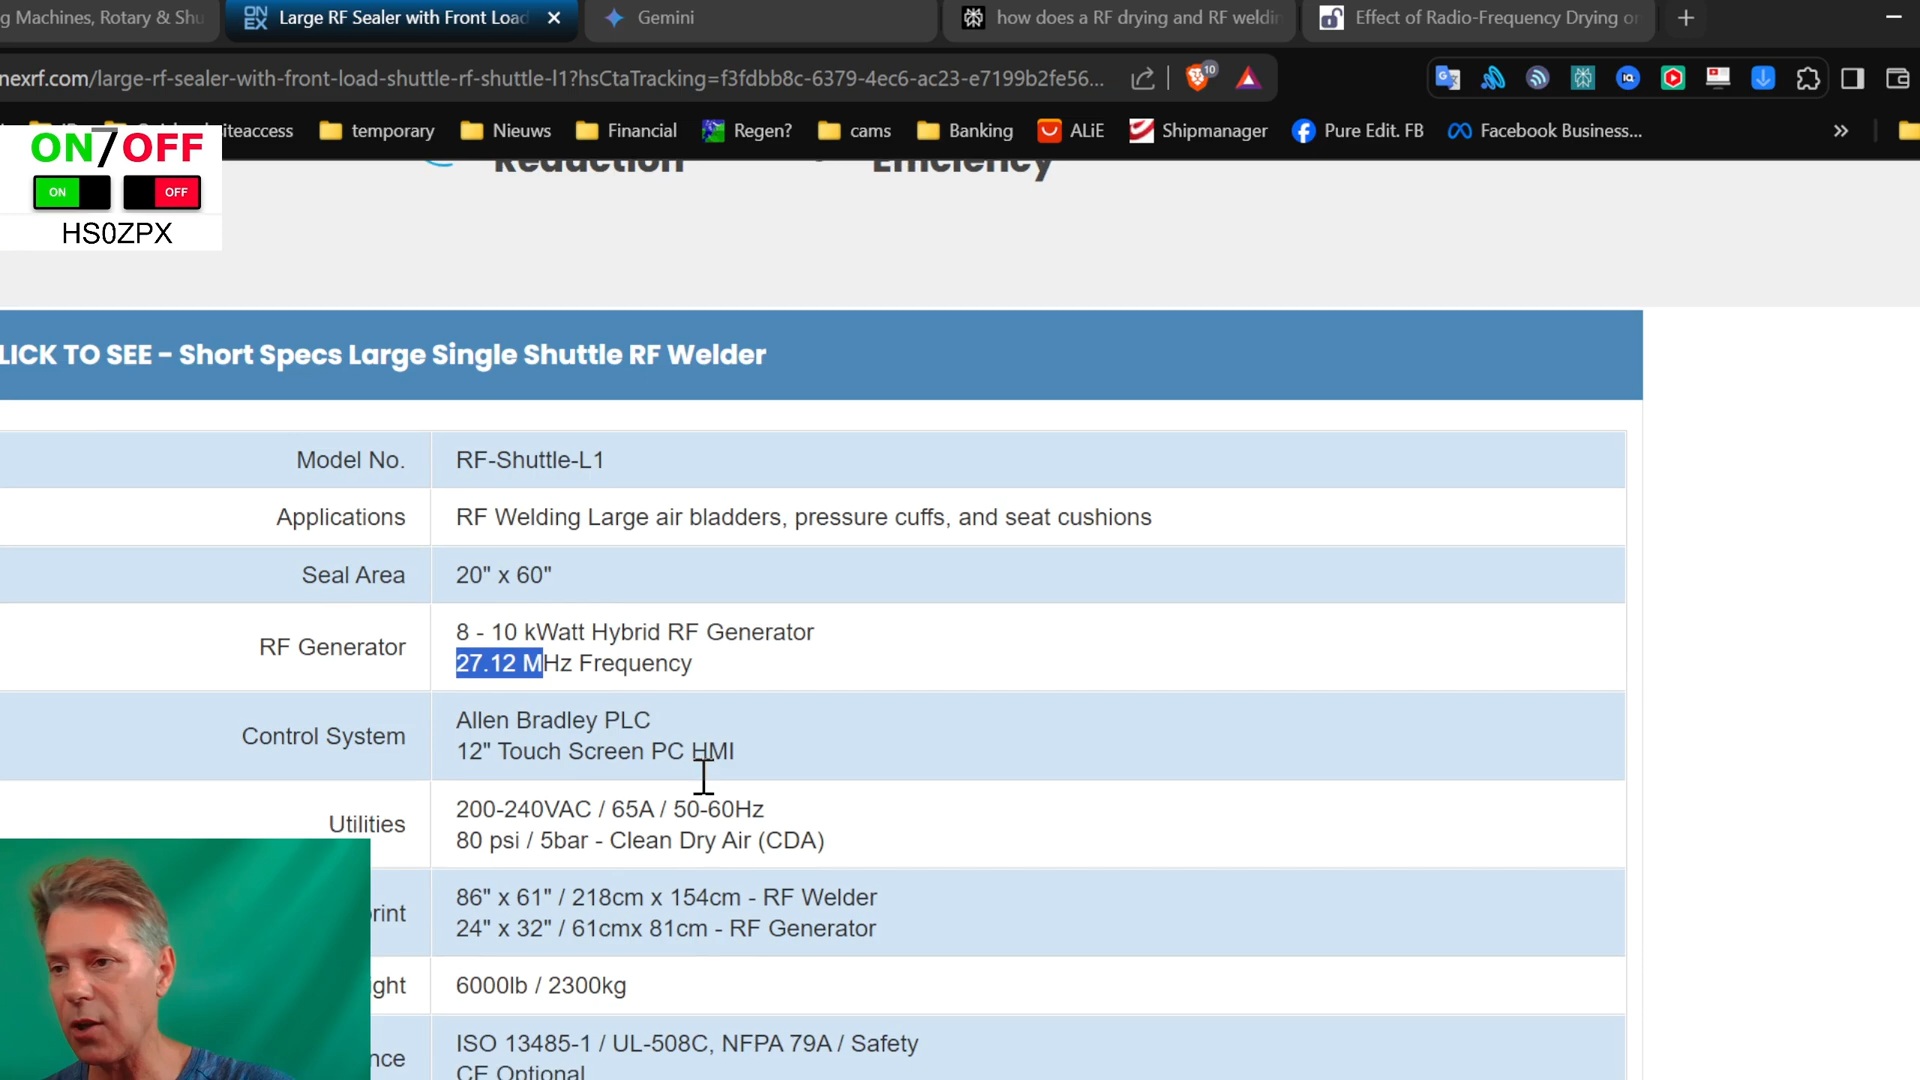 g Machines, Rotary & Shu
ON EX
Large RF Sealer with Front Load
Gemini
how does a RF drying and RF weldin
Effect of Radio-Frequency Drying on
nexrf.com/large-rf-sealer-with-front-load-shuttle-rf-shuttle-l1?hsCtaTracking=f3fdbb8c-6379-4ec6-ac23-e7199b2fe56...
10
iteaccess
temporary
Nieuws
Financial
Regen?
cams
Banking
ALiE
Shipmanager
Pure Edit. FB
Facebook Business...
»
ON7OFF
ON
OFF
HS0ZPX
Reduction
Efficiency
LICK TO SEE – Short Specs Large Single Shuttle RF Welder
Model No.
RF-Shuttle-L1
Applications
RF Welding Large air bladders, pressure cuffs, and seat cushions
Seal Area
20" x 60"
RF Generator
8 - 10 kWatt Hybrid RF Generator
27.12 MHz Frequency
Control System
Allen Bradley PLC
12" Touch Screen PC HMI
Utilities
200-240VAC / 65A / 50-60Hz
80 psi / 5bar - Clean Dry Air (CDA)
rint
86" x 61" / 218cm x 154cm - RF Welder
24" x 32" / 61cmx 81cm - RF Generator
ght
6000lb / 2300kg
nce
ISO 13485-1 / UL-508C, NFPA 79A / Safety
CE Optional